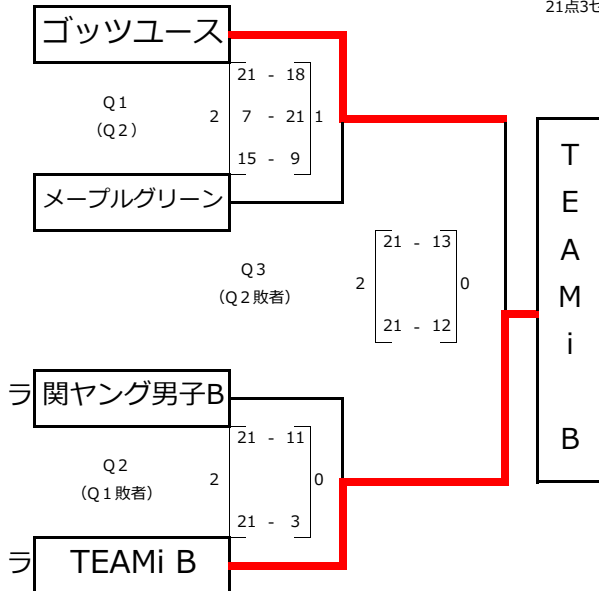 21点3セ
ゴッツユース
21 - 18
Q1
(Q2)
2
7 - 21
1
15 - 9
メープルグリーン
21 - 13
Q3
(Q2敗者)
2
0
21 - 12
TEAMi B
ラ
関ヤング男子B
21 - 11
Q2
(Q1敗者)
2
0
21 - 3
ラ
TEAMi B